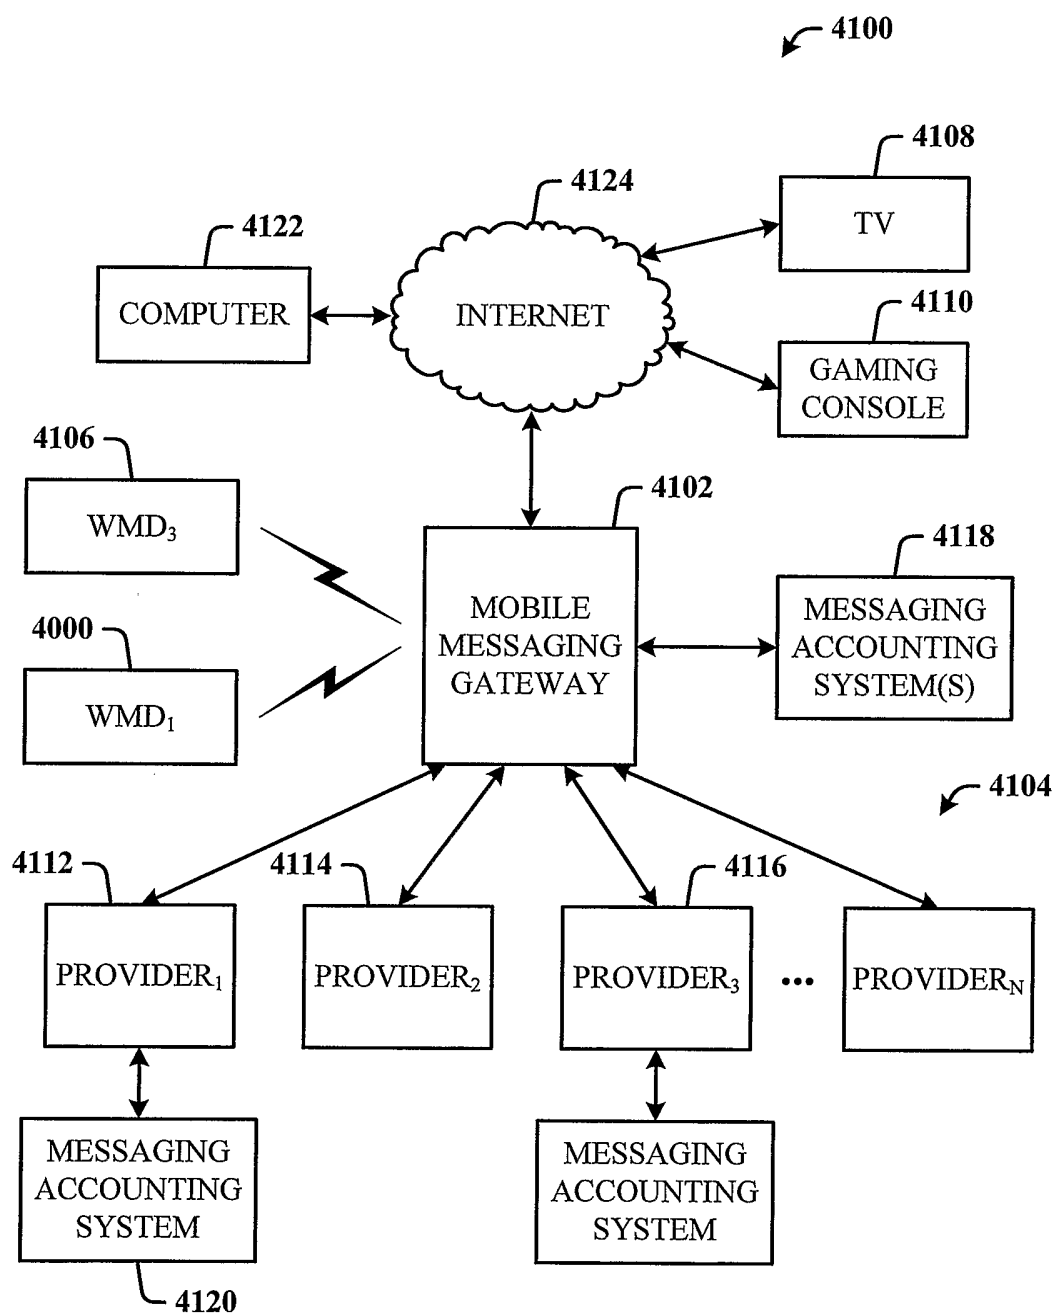 4100
4108
4124
TV
4122
COMPUTER
INTERNET
4110
GAMING
CONSOLE
4106
WMD₃
4102
4118
MOBILE
MESSAGING
GATEWAY
MESSAGING
ACCOUNTING
SYSTEM(S)
4000
WMD₁
4104
4112
4114
4116
PROVIDER₁
PROVIDER₂
PROVIDER₃
...
PROVIDER_N
MESSAGING
ACCOUNTING
SYSTEM
MESSAGING
ACCOUNTING
SYSTEM
4120